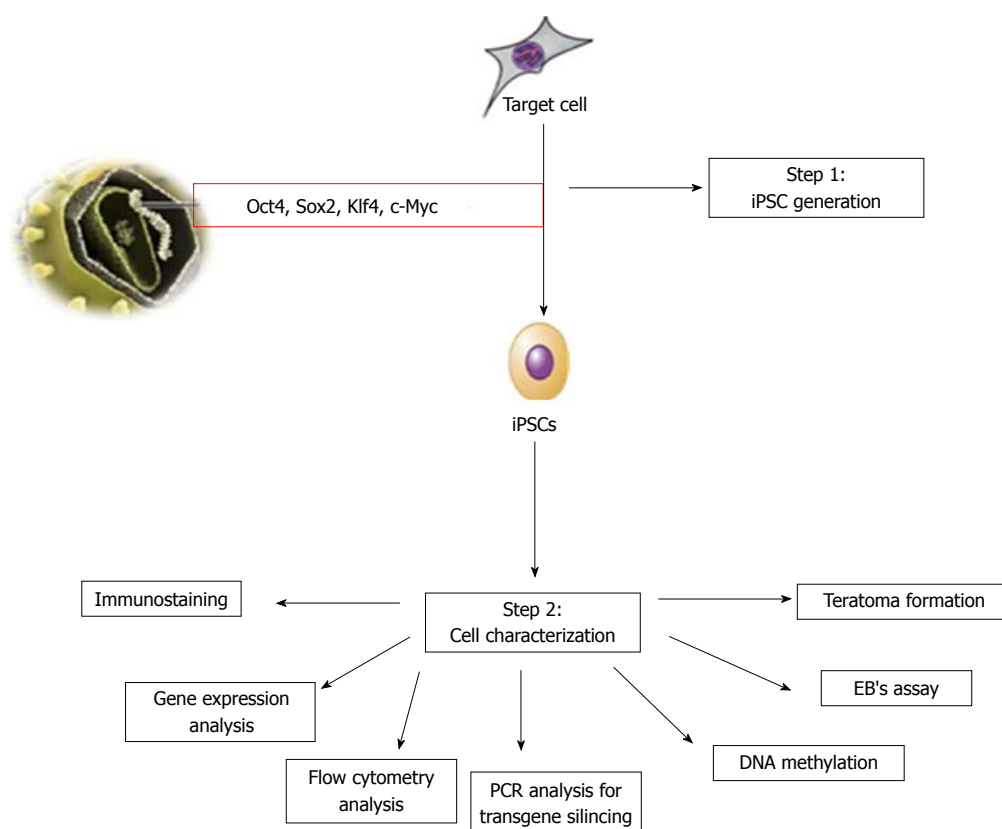 Target cell
Oct4, Sox2, Klf4, c-Myc
Step 1:
iPSC generation
iPSCs
Step 2:
Cell characterization
Immunostaining
Teratoma formation
Gene expression
analysis
EB's assay
Flow cytometry
analysis
PCR analysis for
transgene silincing
DNA methylation